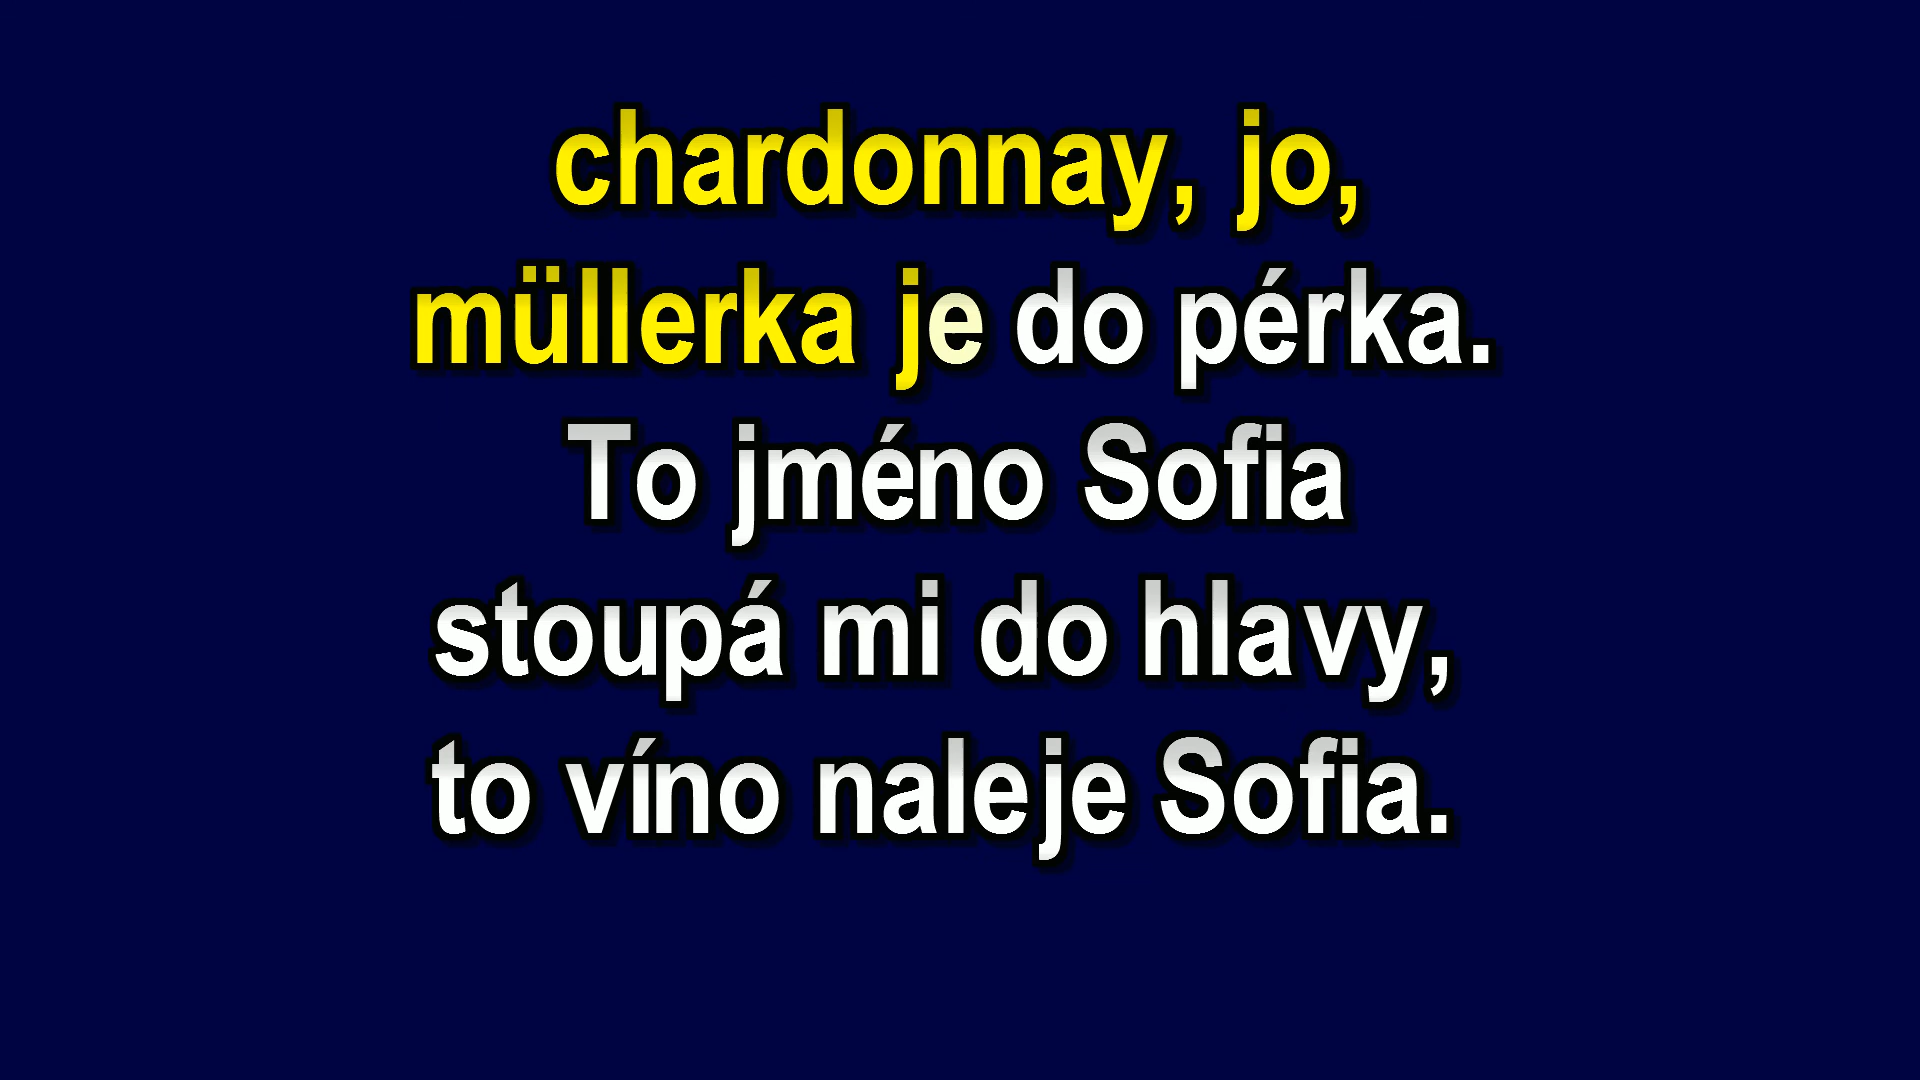 chardonnay, jo,
müllerka je do pérka.
To jméno Sofia
stoupá mi do hlavy,
to víno naleje Sofia.